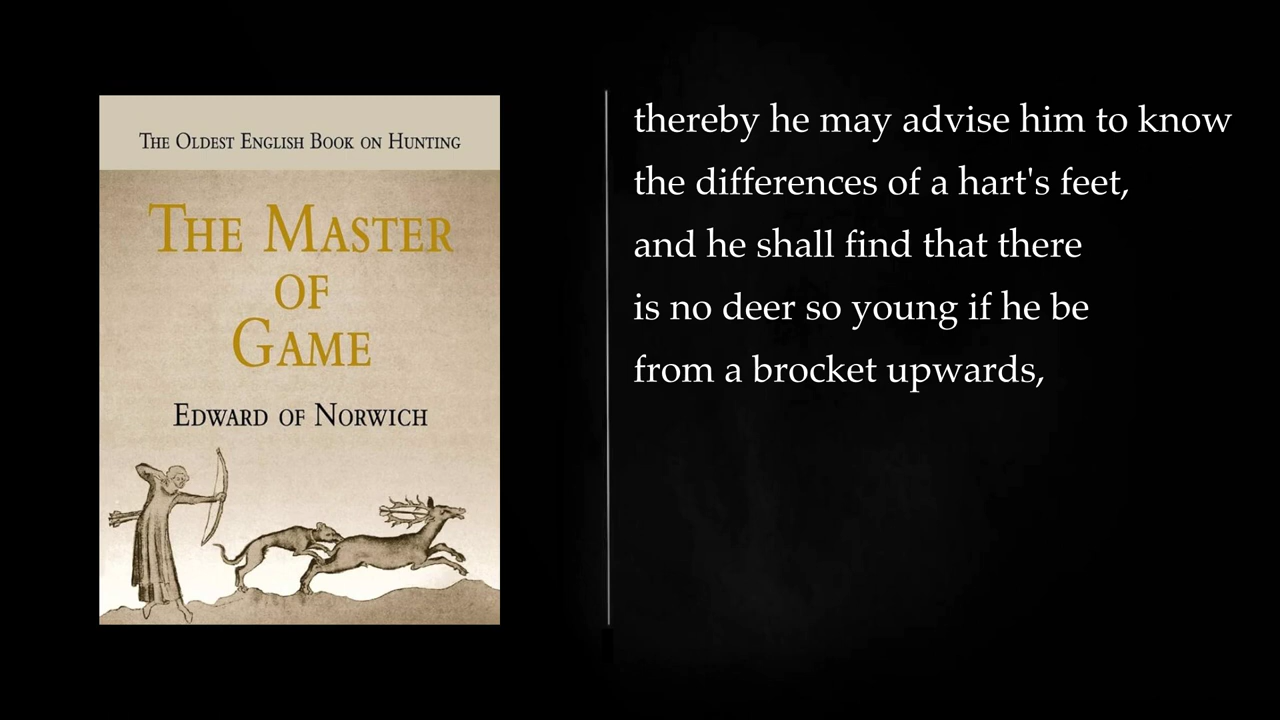 The Oldest English Book on Hunting
The Master
of
Game
Edward of Norwich
thereby he may advise him to know
the differences of a hart's feet,
and he shall find that there
is no deer so young if he be
from a brocket upwards,